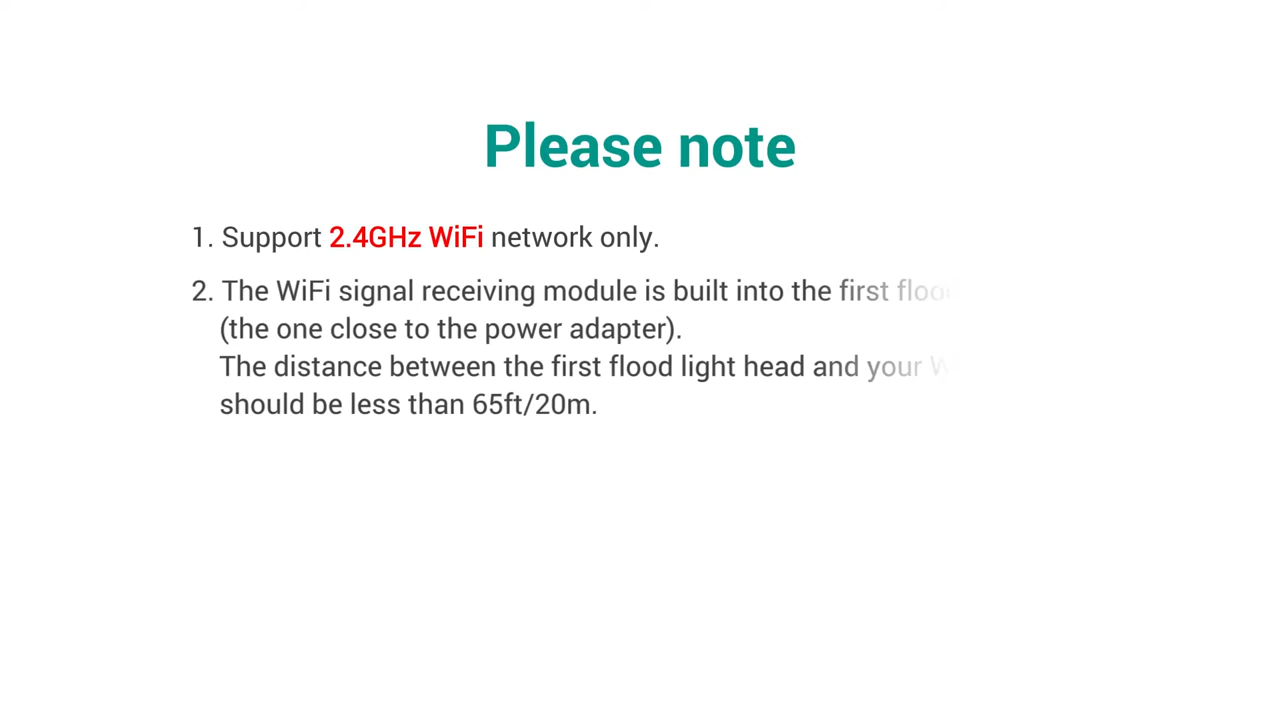 Please note
1. Support 2.4GHz WiFi network only.
2. The WiFi signal receiving module is built into the first flood
(the one close to the power adapter).
The distance between the first flood light head and your
should be less than 65ft/20m.